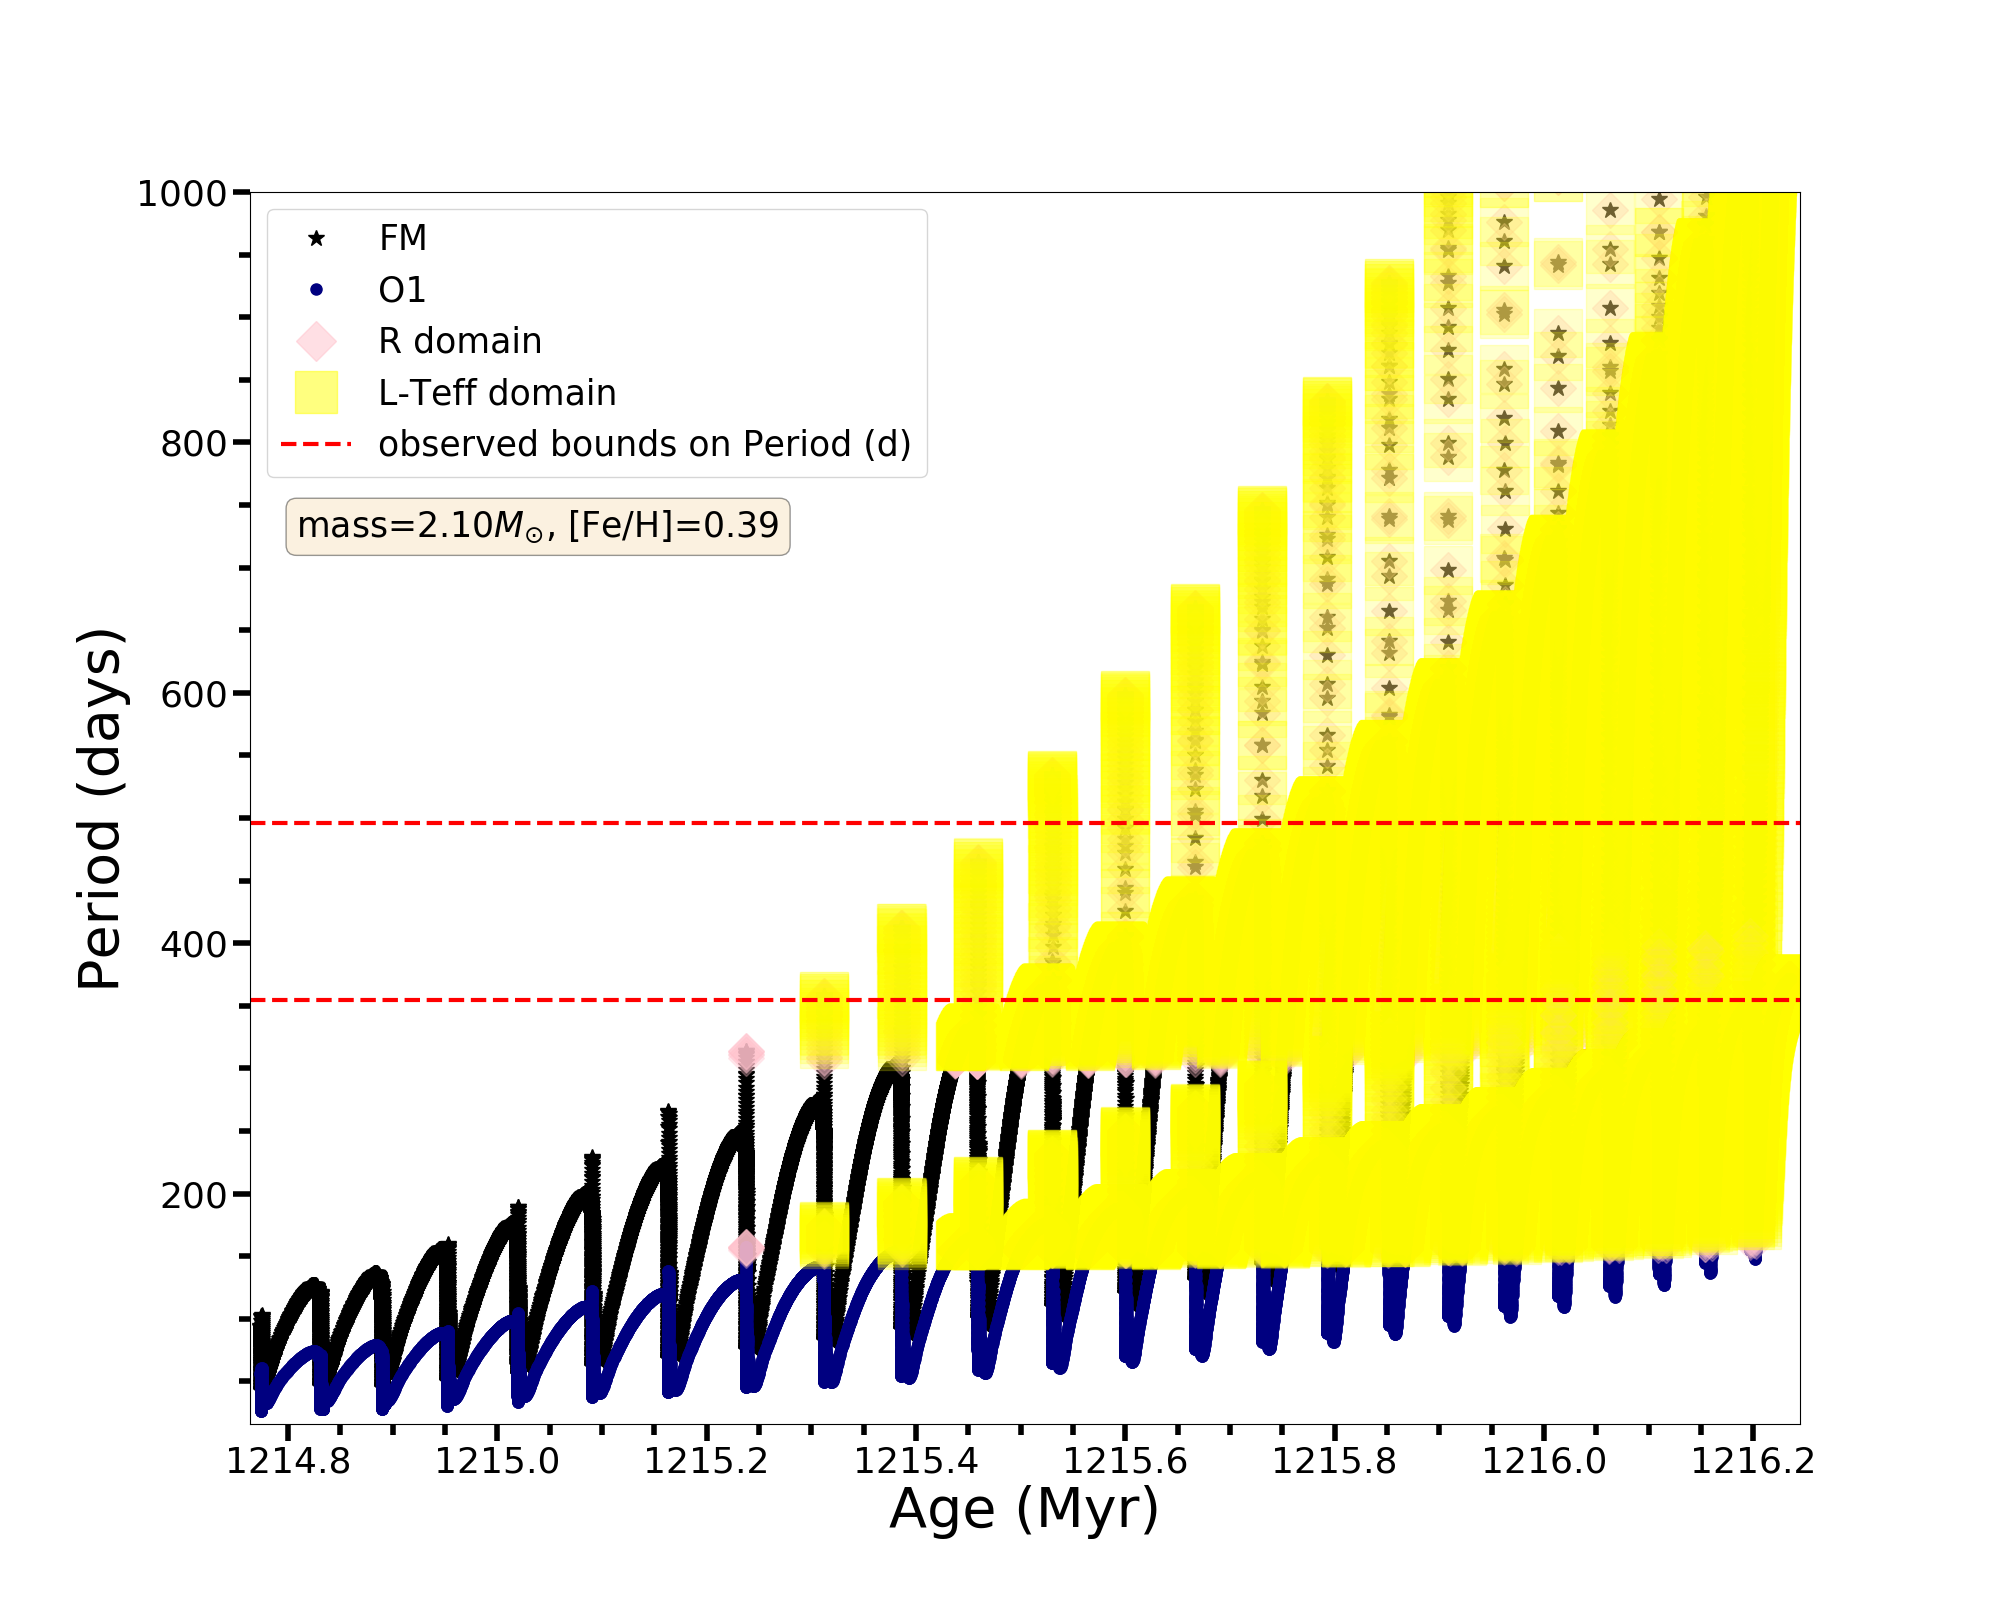 1000
800
600
400
200
Period (days)
FM
O1
R domain
L-Teff domain
observed bounds on Period (d)
mass=2.10M⊙, [Fe/H]=0.39
1214.8 1215.0 1215.2 1215.4 1215.6 1215.8 1216.0 1216.2
Age (Myr)